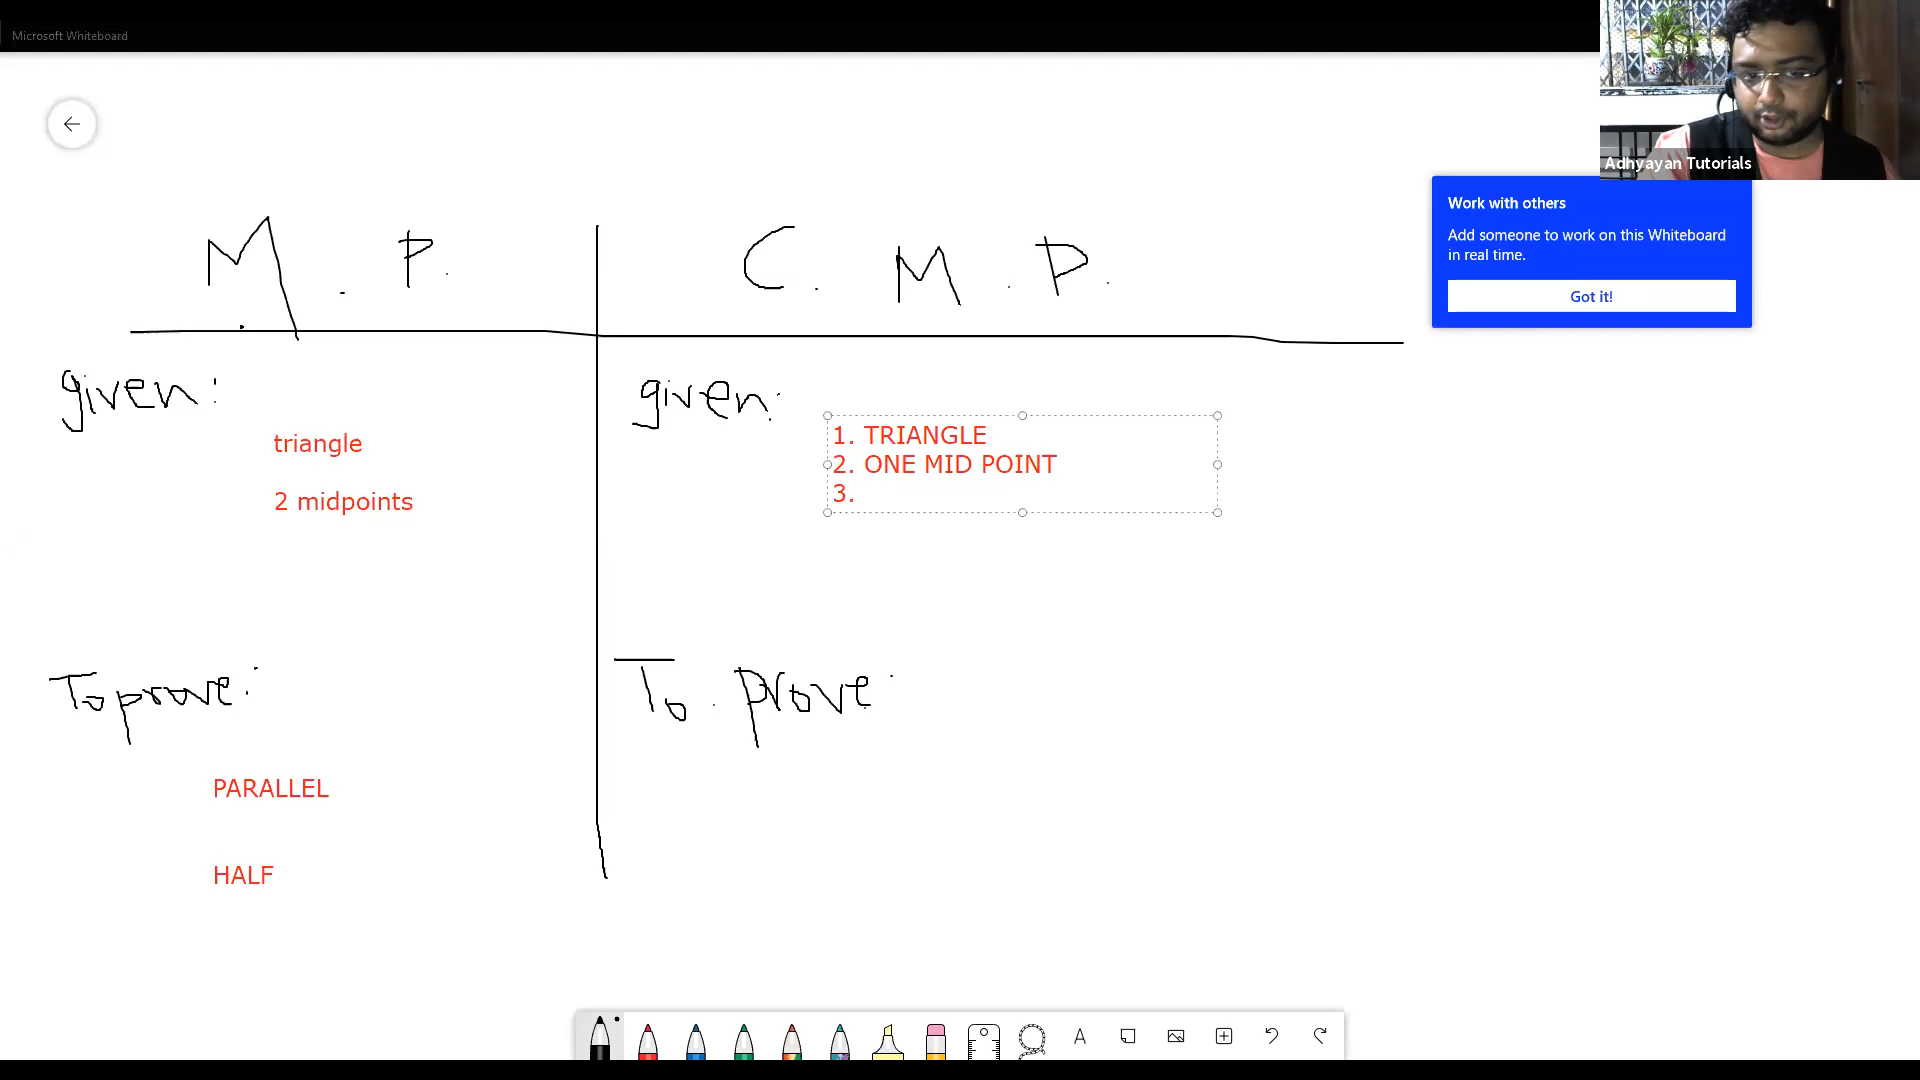 Microsoft Whiteboard
Adhyayan Tutorials
Work with others
Add someone to work on this Whiteboard
in real time.
Got it!
M. P.
C. M. P.
given:
triangle
2 midpoints
given:
1. TRIANGLE
2. ONE MID POINT
3.
To prove:
PARALLEL
HALF
To. prove:
A